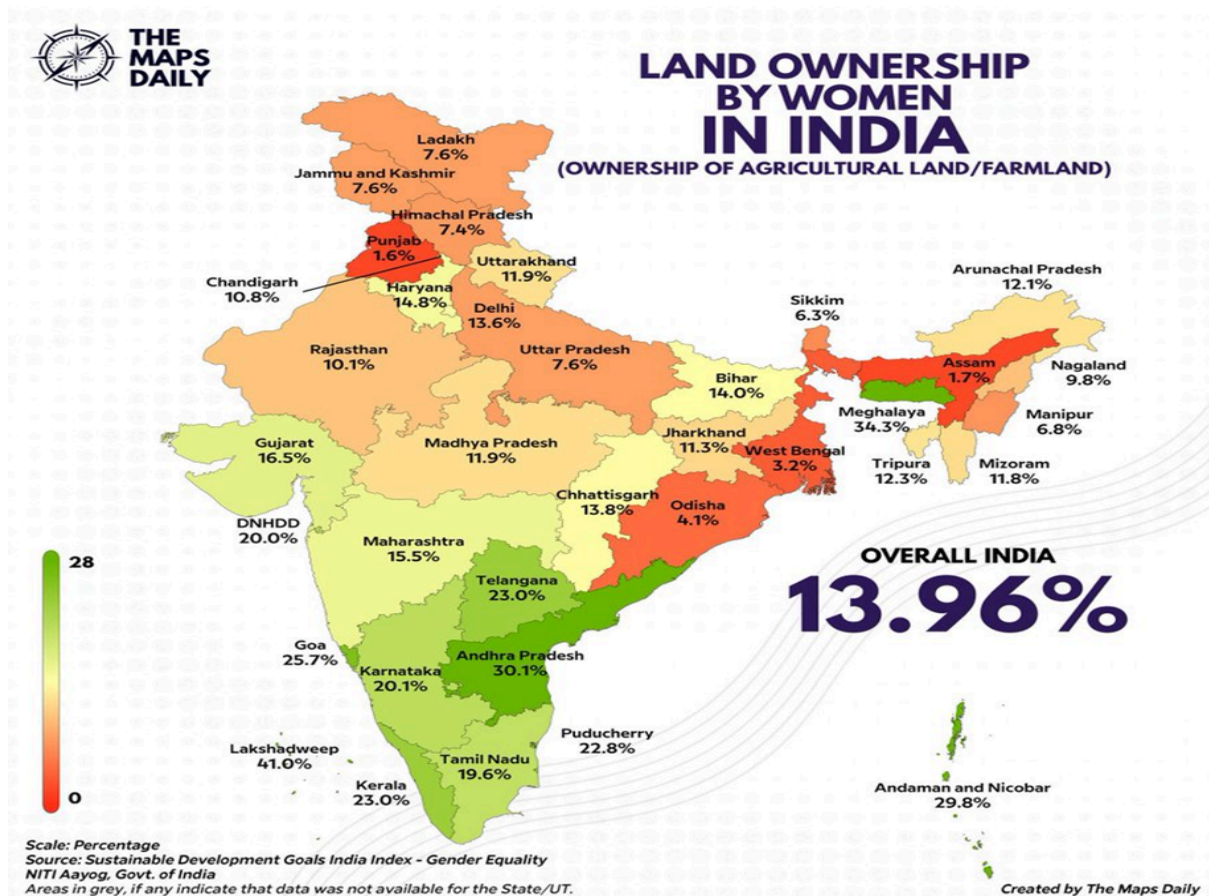 THE
MAPS
DAILY
LAND OWNERSHIP
BY WOMEN
IN INDIA
(OWNERSHIP OF AGRICULTURAL LAND/FARMLAND)
Ladakh
7.6%
Jammu and Kashmir
7.6%
Himachal Pradesh
7.4%
Punjab
1.6%
Chandigarh
10.8%
Uttarakhand
11.9%
Haryana
14.8%
Delhi
13.6%
Arunachal Pradesh
12.1%
Sikkim
6.3%
Rajasthan
10.1%
Uttar Pradesh
7.6%
Bihar
14.0%
Assam
1.7%
Nagaland
9.8%
Meghalaya
34.3%
Manipur
6.8%
Gujarat
16.5%
Madhya Pradesh
11.9%
Jharkhand
11.3%
West Bengal
3.2%
Tripura
12.3%
Mizoram
11.8%
Chhattisgarh
13.8%
Odisha
4.1%
DNHDD
20.0%
Maharashtra
15.5%
28
OVERALL INDIA
13.96%
Telangana
23.0%
Goa
25.7%
Karnataka
20.1%
Andhra Pradesh
30.1%
Puducherry
22.8%
Lakshadweep
41.0%
Tamil Nadu
19.6%
Kerala
23.0%
Andaman and Nicobar
29.8%
0
Scale: Percentage
Source: Sustainable Development Goals India Index - Gender Equality
NITI Aayog, Govt. of India
Areas in grey, if any indicate that data was not available for the State/UT.
Created by The Maps Daily